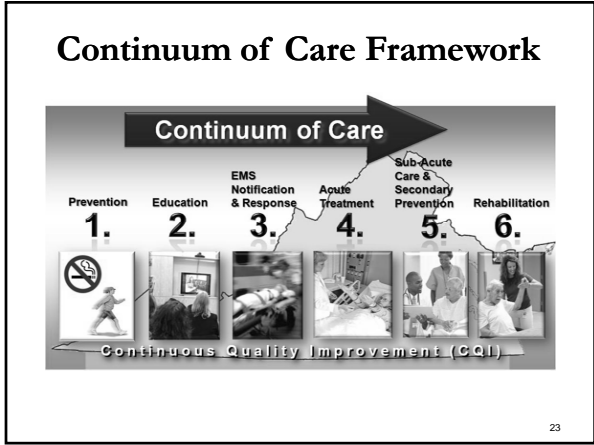 Continuum of Care Framework
Continuum of Care
Prevention
1.
Education
2.
EMS
Notification
& Response
3.
Acute
Treatment
4.
Sub-Acute
Care &
Secondary
Prevention
5.
Rehabilitation
6.
Continuous Quality Improvement (CQI)
23